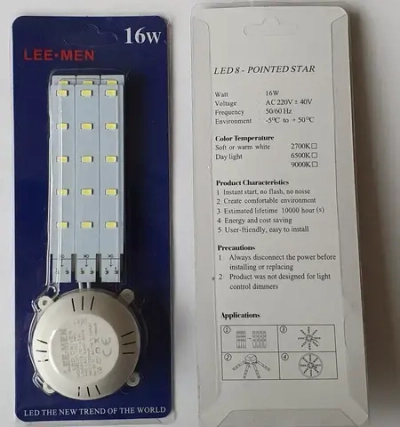 16w
LEE•MEN
LEE-MEN
LED THE NEW TREND OF THE WORLD
LED 8 - POINTED STAR
Watt 16W
Voltage AC 220V ± 40V
Frequency 50/60 Hz
Environment -5°C to +50°C
Color Temperature
Soft or warm white 2700K□
Day light 6500K□
9000K□
Product Characteristics
1 Instant start, no flash, no noise
2 Create comfortable environment
3 Estimated lifetime 10000 hour(s)
4 Energy and cost saving
5 User-friendly, easy to install
Precautions
1 Always disconnect the power before
installing or replacing
2 Product was not designed for light
control dimmers
Applications